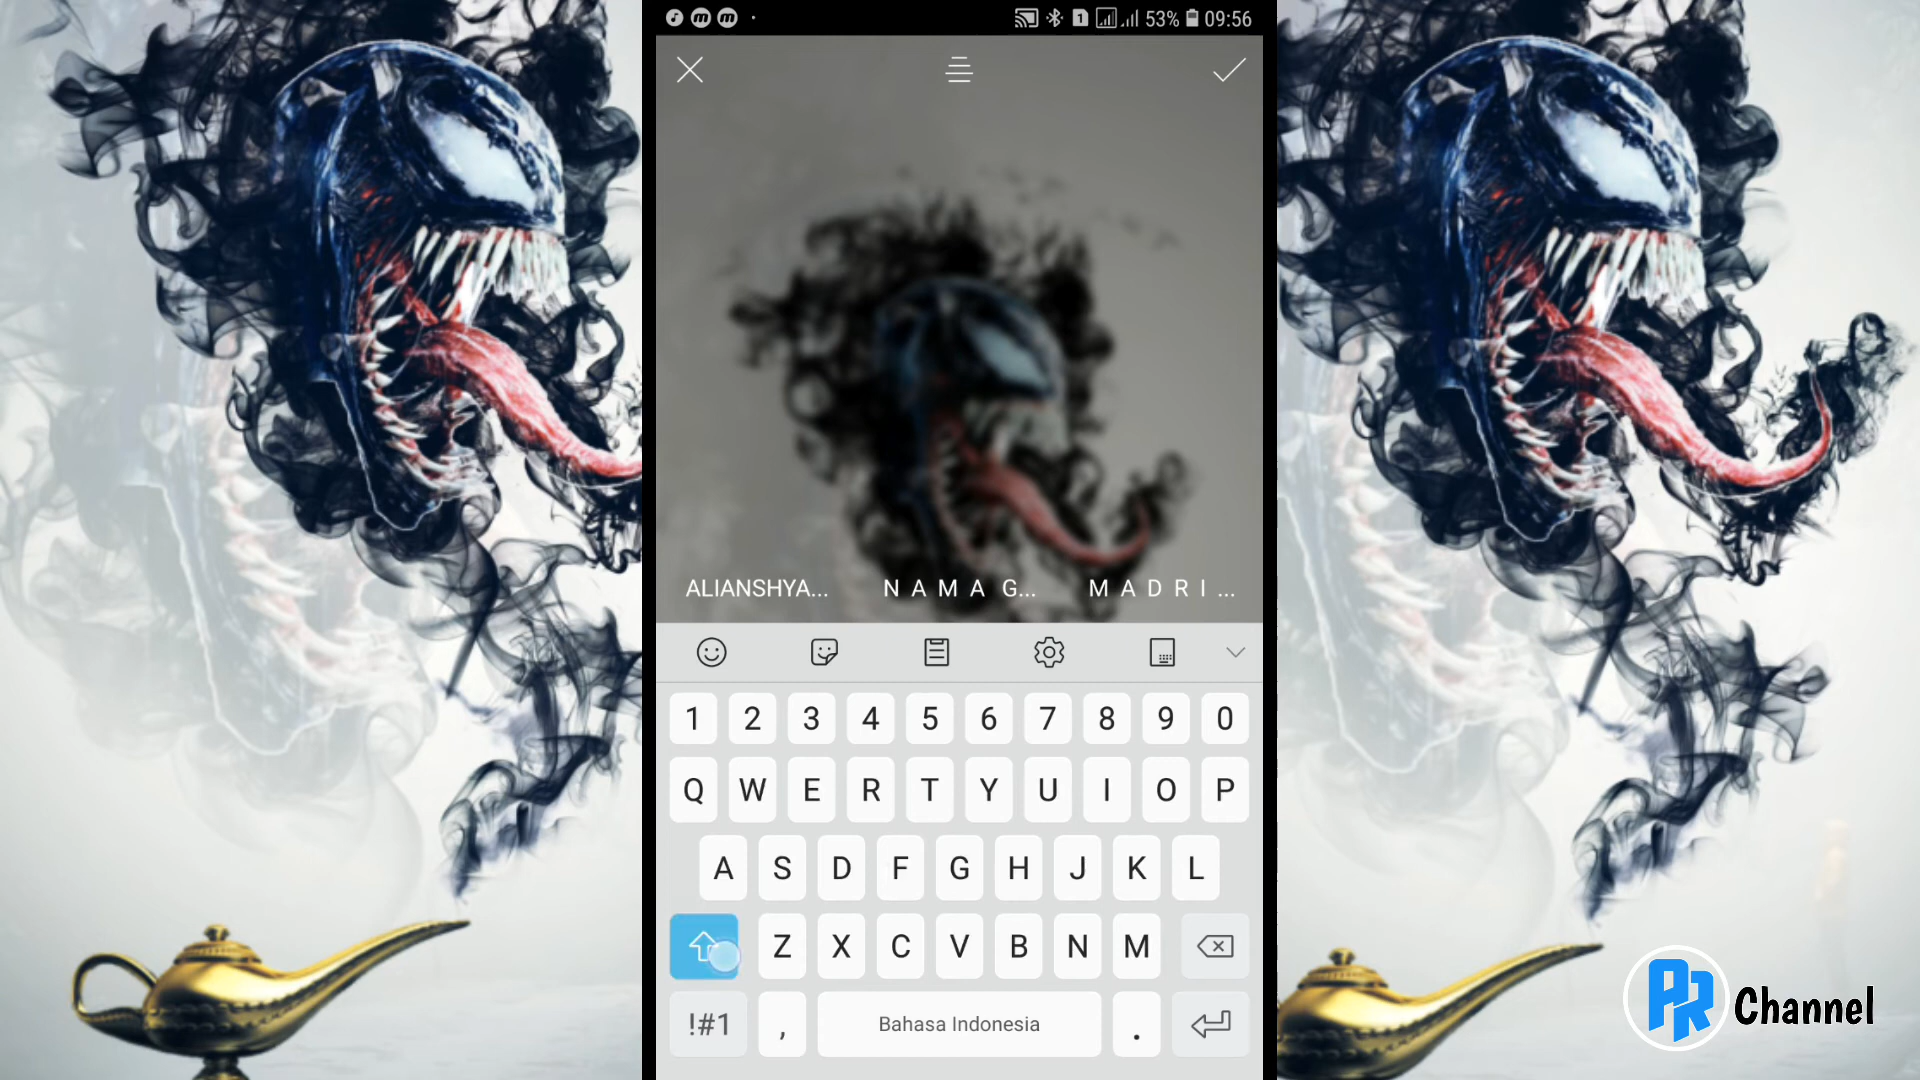 1 53% 09:56
ALIANSHYA... N A M A G... M A D R I ...
1 2 3 4 5 6 7 8 9 0
Q W E R T Y U I O P
A S D F G H J K L
Z X C V B N M
!#1 , Bahasa Indonesia .
PR Channel